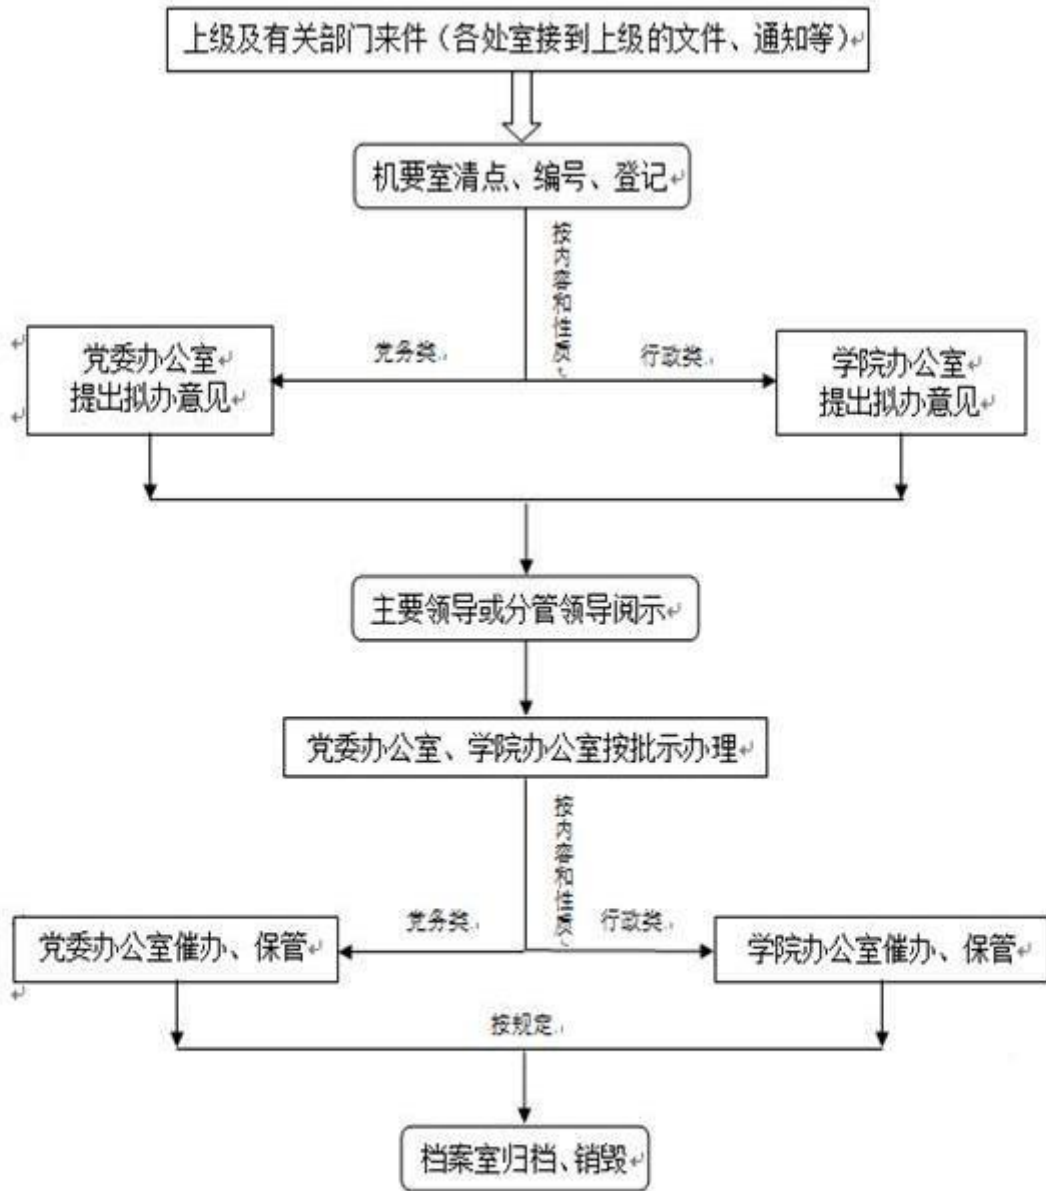 上级及有关部门来件（各处室接到上级的文件、通知等）
机要室清点、编号、登记
按内容和性质
党务类
行政类
党委办公室
提出拟办意见
学院办公室
提出拟办意见
主要领导或分管领导阅示
党委办公室、学院办公室按批示办理
按内容和性质
党务类
行政类
党委办公室催办、保管
学院办公室催办、保管
按规定
档案室归档、销毁